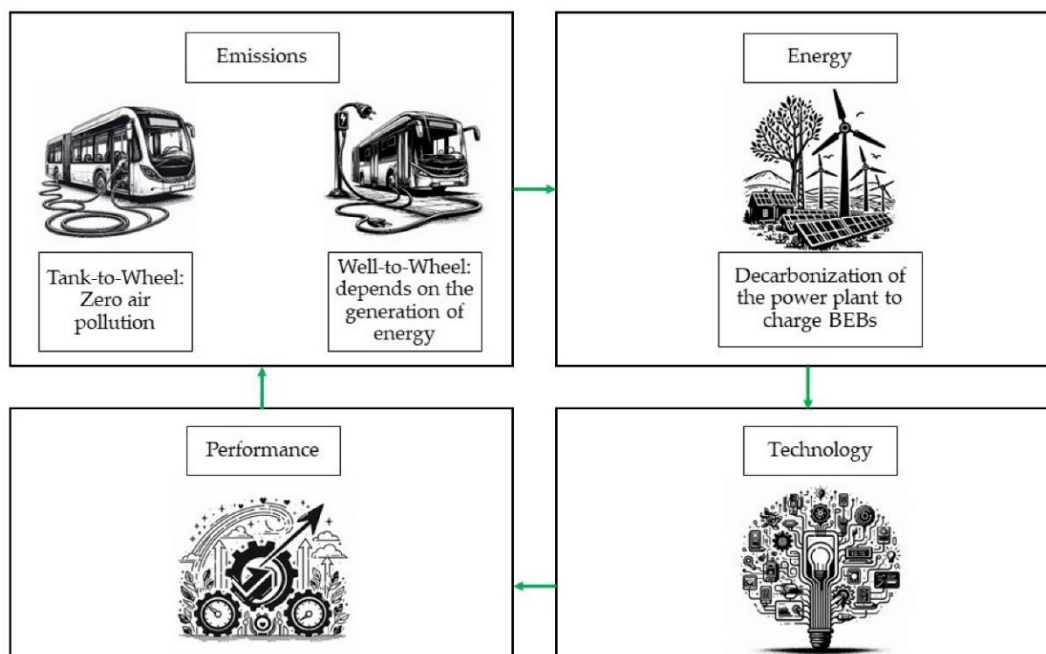 Emissions
Tank-to-Wheel:
Zero air
pollution
Well-to-Wheel:
depends on the
generation of
energy
Energy
Decarbonization of
the power plant to
charge BEBs
Performance
Technology